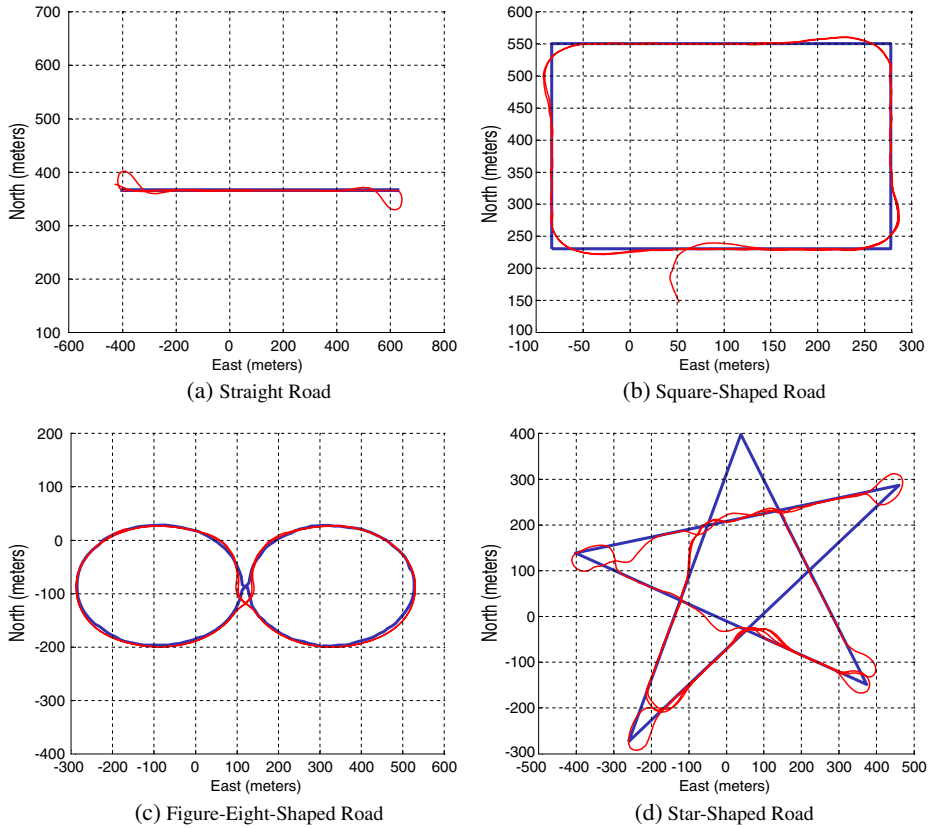 700
600
500
400
300
200
100
North (meters)
-600 -400 -200 0 200 400 600 800
East (meters)
(a) Straight Road
600
550
500
450
400
350
300
250
200
150
100
North (meters)
-100 -50 0 50 100 150 200 250 300
East (meters)
(b) Square-Shaped Road
200
100
0
-100
-200
-300
-400
North (meters)
-300 -200 -100 0 100 200 300 400 500 600
East (meters)
(c) Figure-Eight-Shaped Road
400
300
200
100
0
-100
-200
-300
North (meters)
-500 -400 -300 -200 -100 0 100 200 300 400 500
East (meters)
(d) Star-Shaped Road